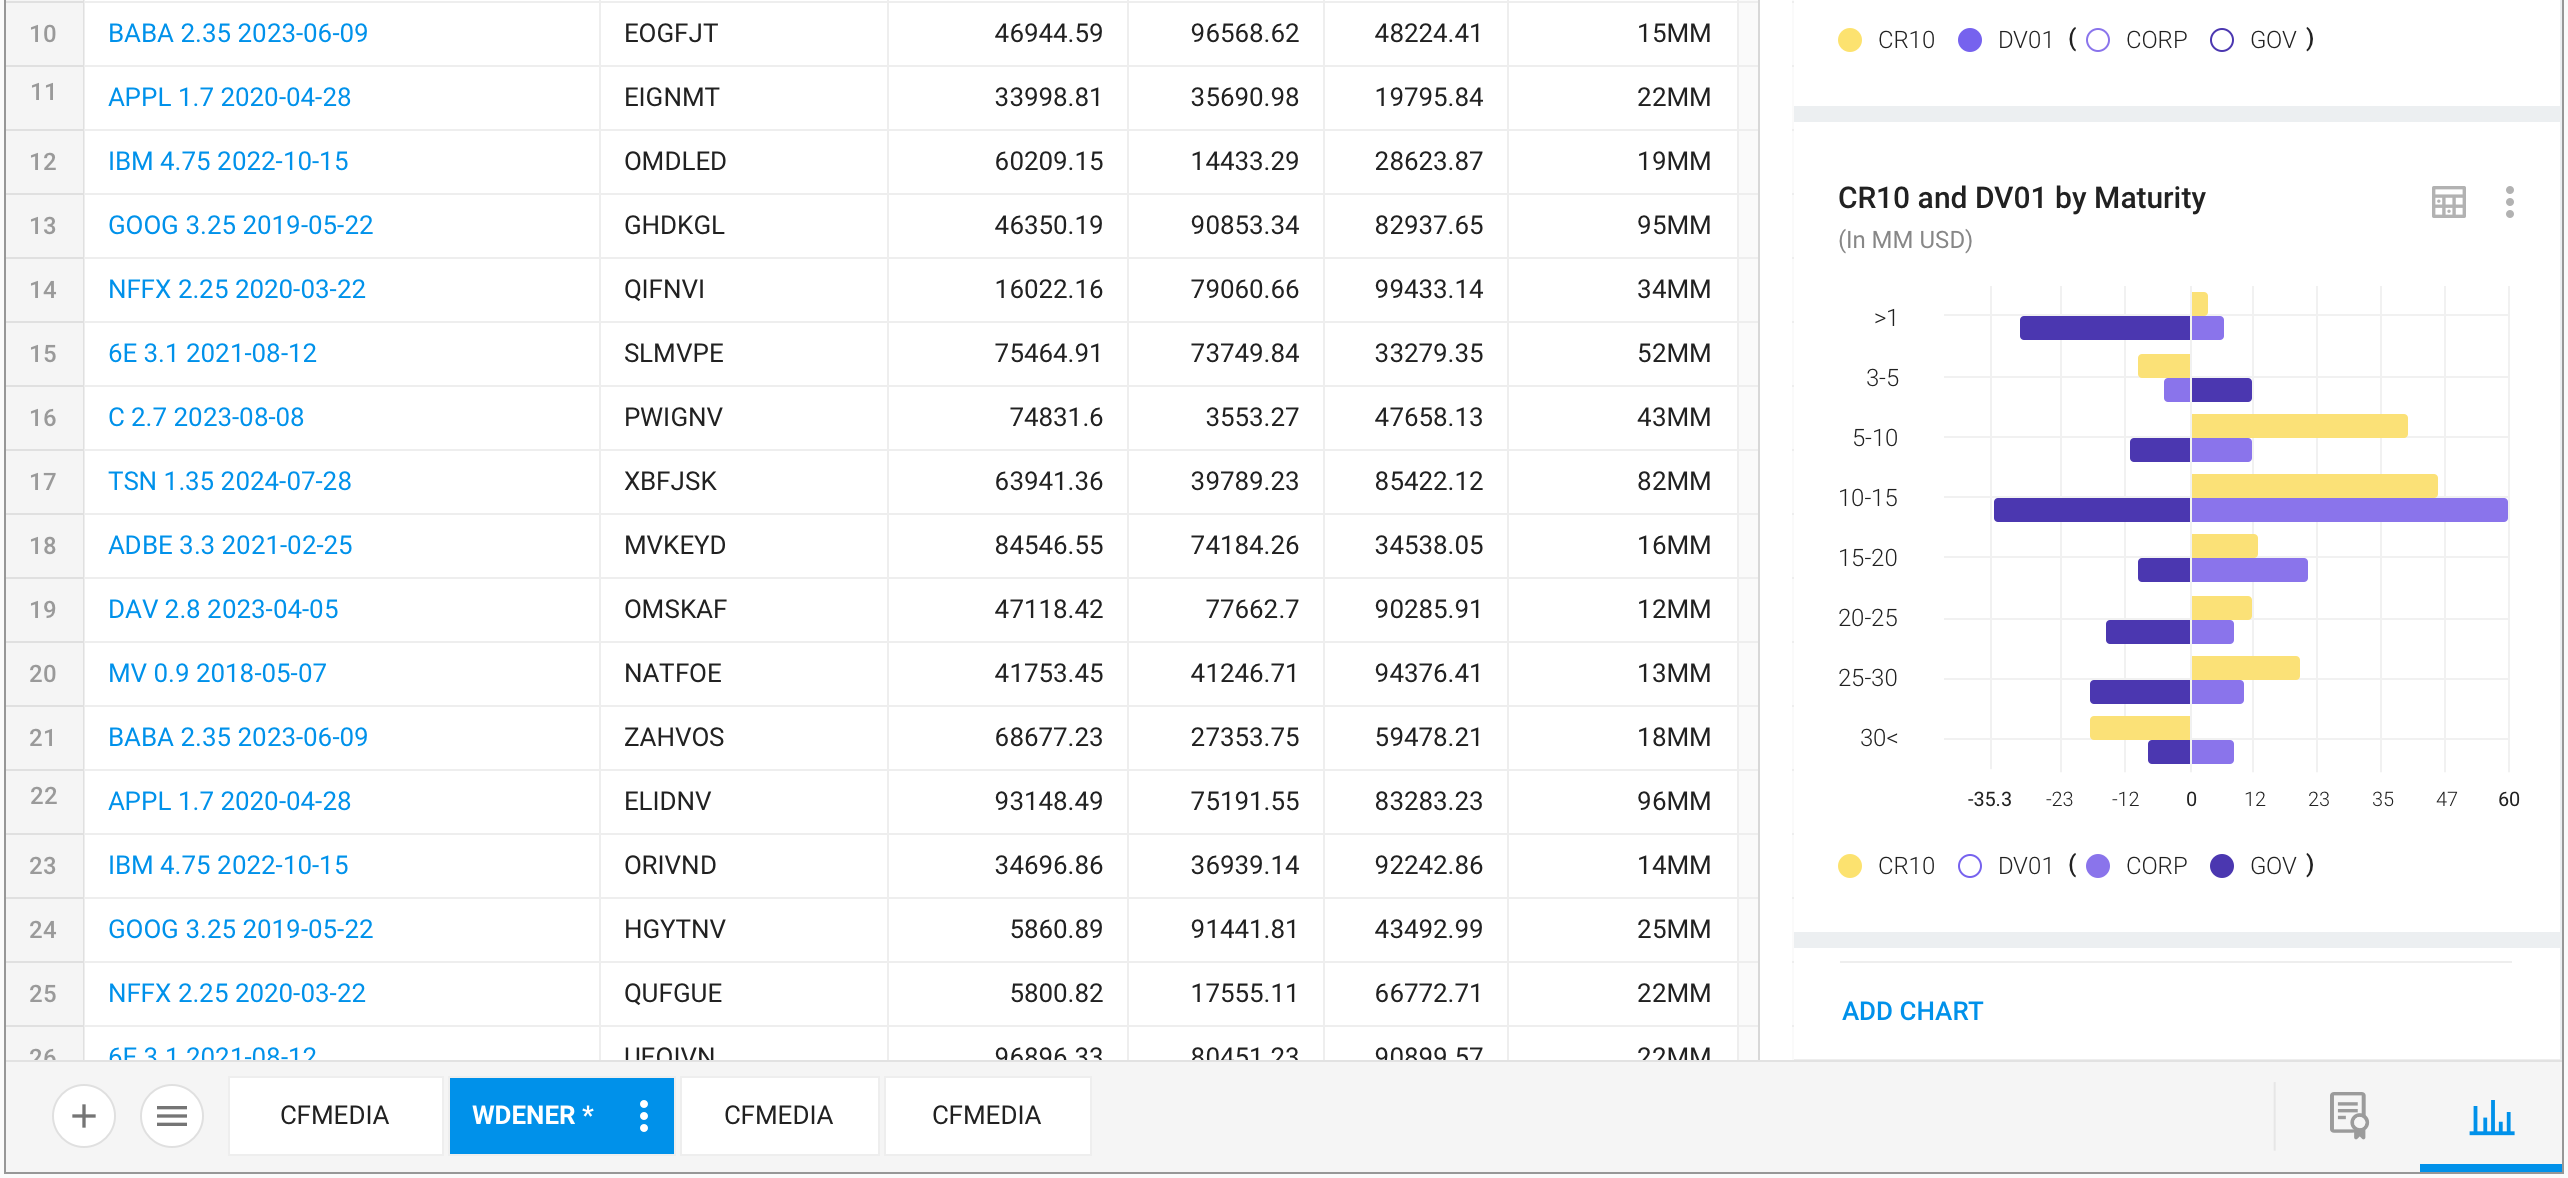 10 BABA 2.35 2023-06-09 EOGFJT 46944.59 96568.62 48224.41 15MM
11 APPL 1.7 2020-04-28 EIGNMT 33998.81 35690.98 19795.84 22MM
12 IBM 4.75 2022-10-15 OMDLED 60209.15 14433.29 28623.87 19MM
13 GOOG 3.25 2019-05-22 GHDKGL 46350.19 90853.34 82937.65 95MM
14 NFFX 2.25 2020-03-22 QIFNVI 16022.16 79060.66 99433.14 34MM
15 6E 3.1 2021-08-12 SLMVPE 75464.91 73749.84 33279.35 52MM
16 C 2.7 2023-08-08 PWIGNV 74831.6 3553.27 47658.13 43MM
17 TSN 1.35 2024-07-28 XBFJSK 63941.36 39789.23 85422.12 82MM
18 ADBE 3.3 2021-02-25 MVKEYD 84546.55 74184.26 34538.05 16MM
19 DAV 2.8 2023-04-05 OMSKAF 47118.42 77662.7 90285.91 12MM
20 MV 0.9 2018-05-07 NATFOE 41753.45 41246.71 94376.41 13MM
21 BABA 2.35 2023-06-09 ZAHVOS 68677.23 27353.75 59478.21 18MM
22 APPL 1.7 2020-04-28 ELIDNV 93148.49 75191.55 83283.23 96MM
23 IBM 4.75 2022-10-15 ORIVND 34696.86 36939.14 92242.86 14MM
24 GOOG 3.25 2019-05-22 HGYTNV 5860.89 91441.81 43492.99 25MM
25 NFFX 2.25 2020-03-22 QUFGUE 5800.82 17555.11 66772.71 22MM
26 6E 3.1 2021-08-12 96896.33 80451.23 90899.57 22MM
CR10 DV01 ( CORP GOV )
CR10 and DV01 by Maturity
(In MM USD)
>1
3-5
5-10
10-15
15-20
20-25
25-30
30<
-35.3 -23 -12 0 12 23 35 47 60
CR10 DV01 ( CORP GOV )
ADD CHART
CFMEDIA WDENER * CFMEDIA CFMEDIA